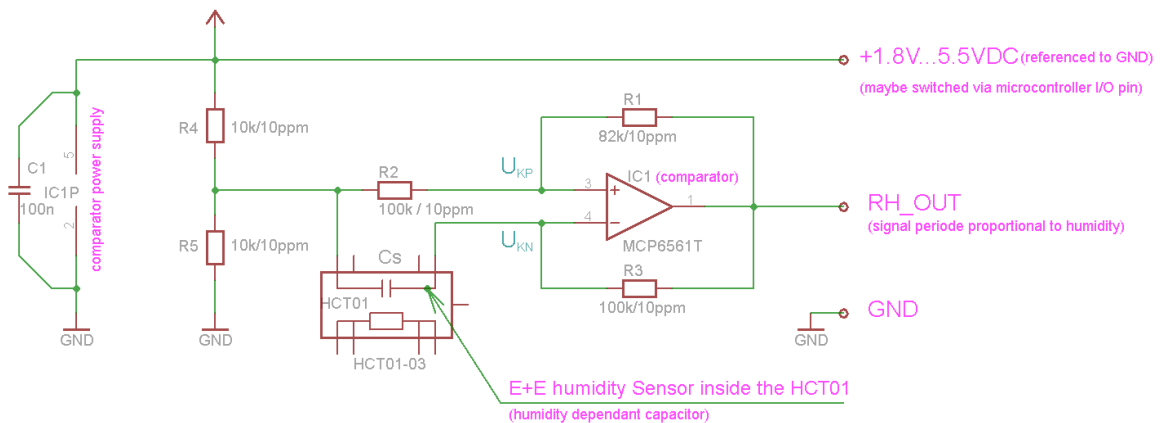 +1.8V...5.5VDC (referenced to GND)
(maybe switched via microcontroller I/O pin)
R1
82k/10ppm
R4
10k/10ppm
comparator power supply
5
2
C1
IC1P
100n
R2
100k / 10ppm
UKP
3
IC1 (comparator)
+
1
4
-
UKN
MCP6561T
RH_OUT
(signal periode proportional to humidity)
R5
10k/10ppm
Cs
HCT01
HCT01-03
R3
100k/10ppm
GND
GND
GND
GND
E+E humidity Sensor inside the HCT01
(humidity dependant capacitor)